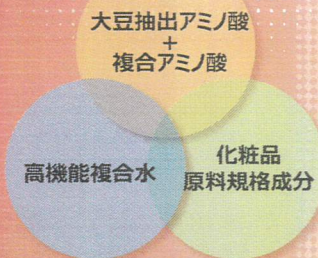 大豆抽出アミノ酸
+
複合アミノ酸
高機能複合水
化粧品
原料規格成分